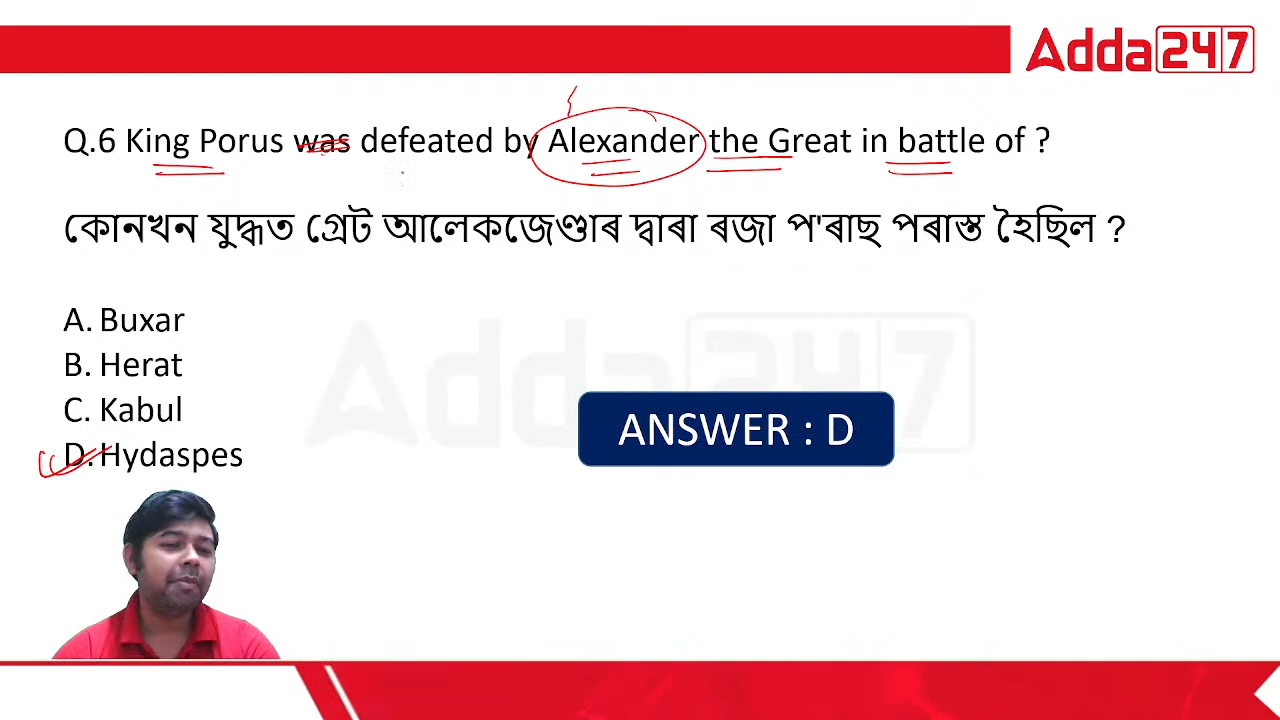 Adda247
Q.6 King Porus was defeated by Alexander the Great in battle of ?
কোনখন যুদ্ধত গ্ৰেট আলেকজেণ্ডাৰ দ্বাৰা ৰজা প'ৰাছ পৰাস্ত হৈছিল ?
A. Buxar
B. Herat
C. Kabul
D. Hydaspes
ANSWER : D
Adda247